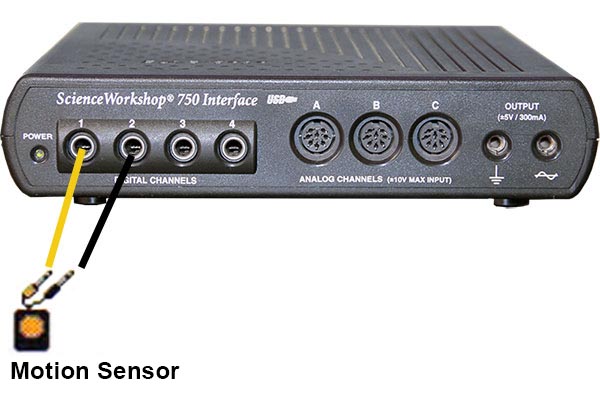 ScienceWorkshop® 750 Interface USB
A B C
OUTPUT
(±5V / 300mA)
POWER
1 2 3 4
DIGITAL CHANNELS
ANALOG CHANNELS (±10V MAX INPUT)
Motion Sensor